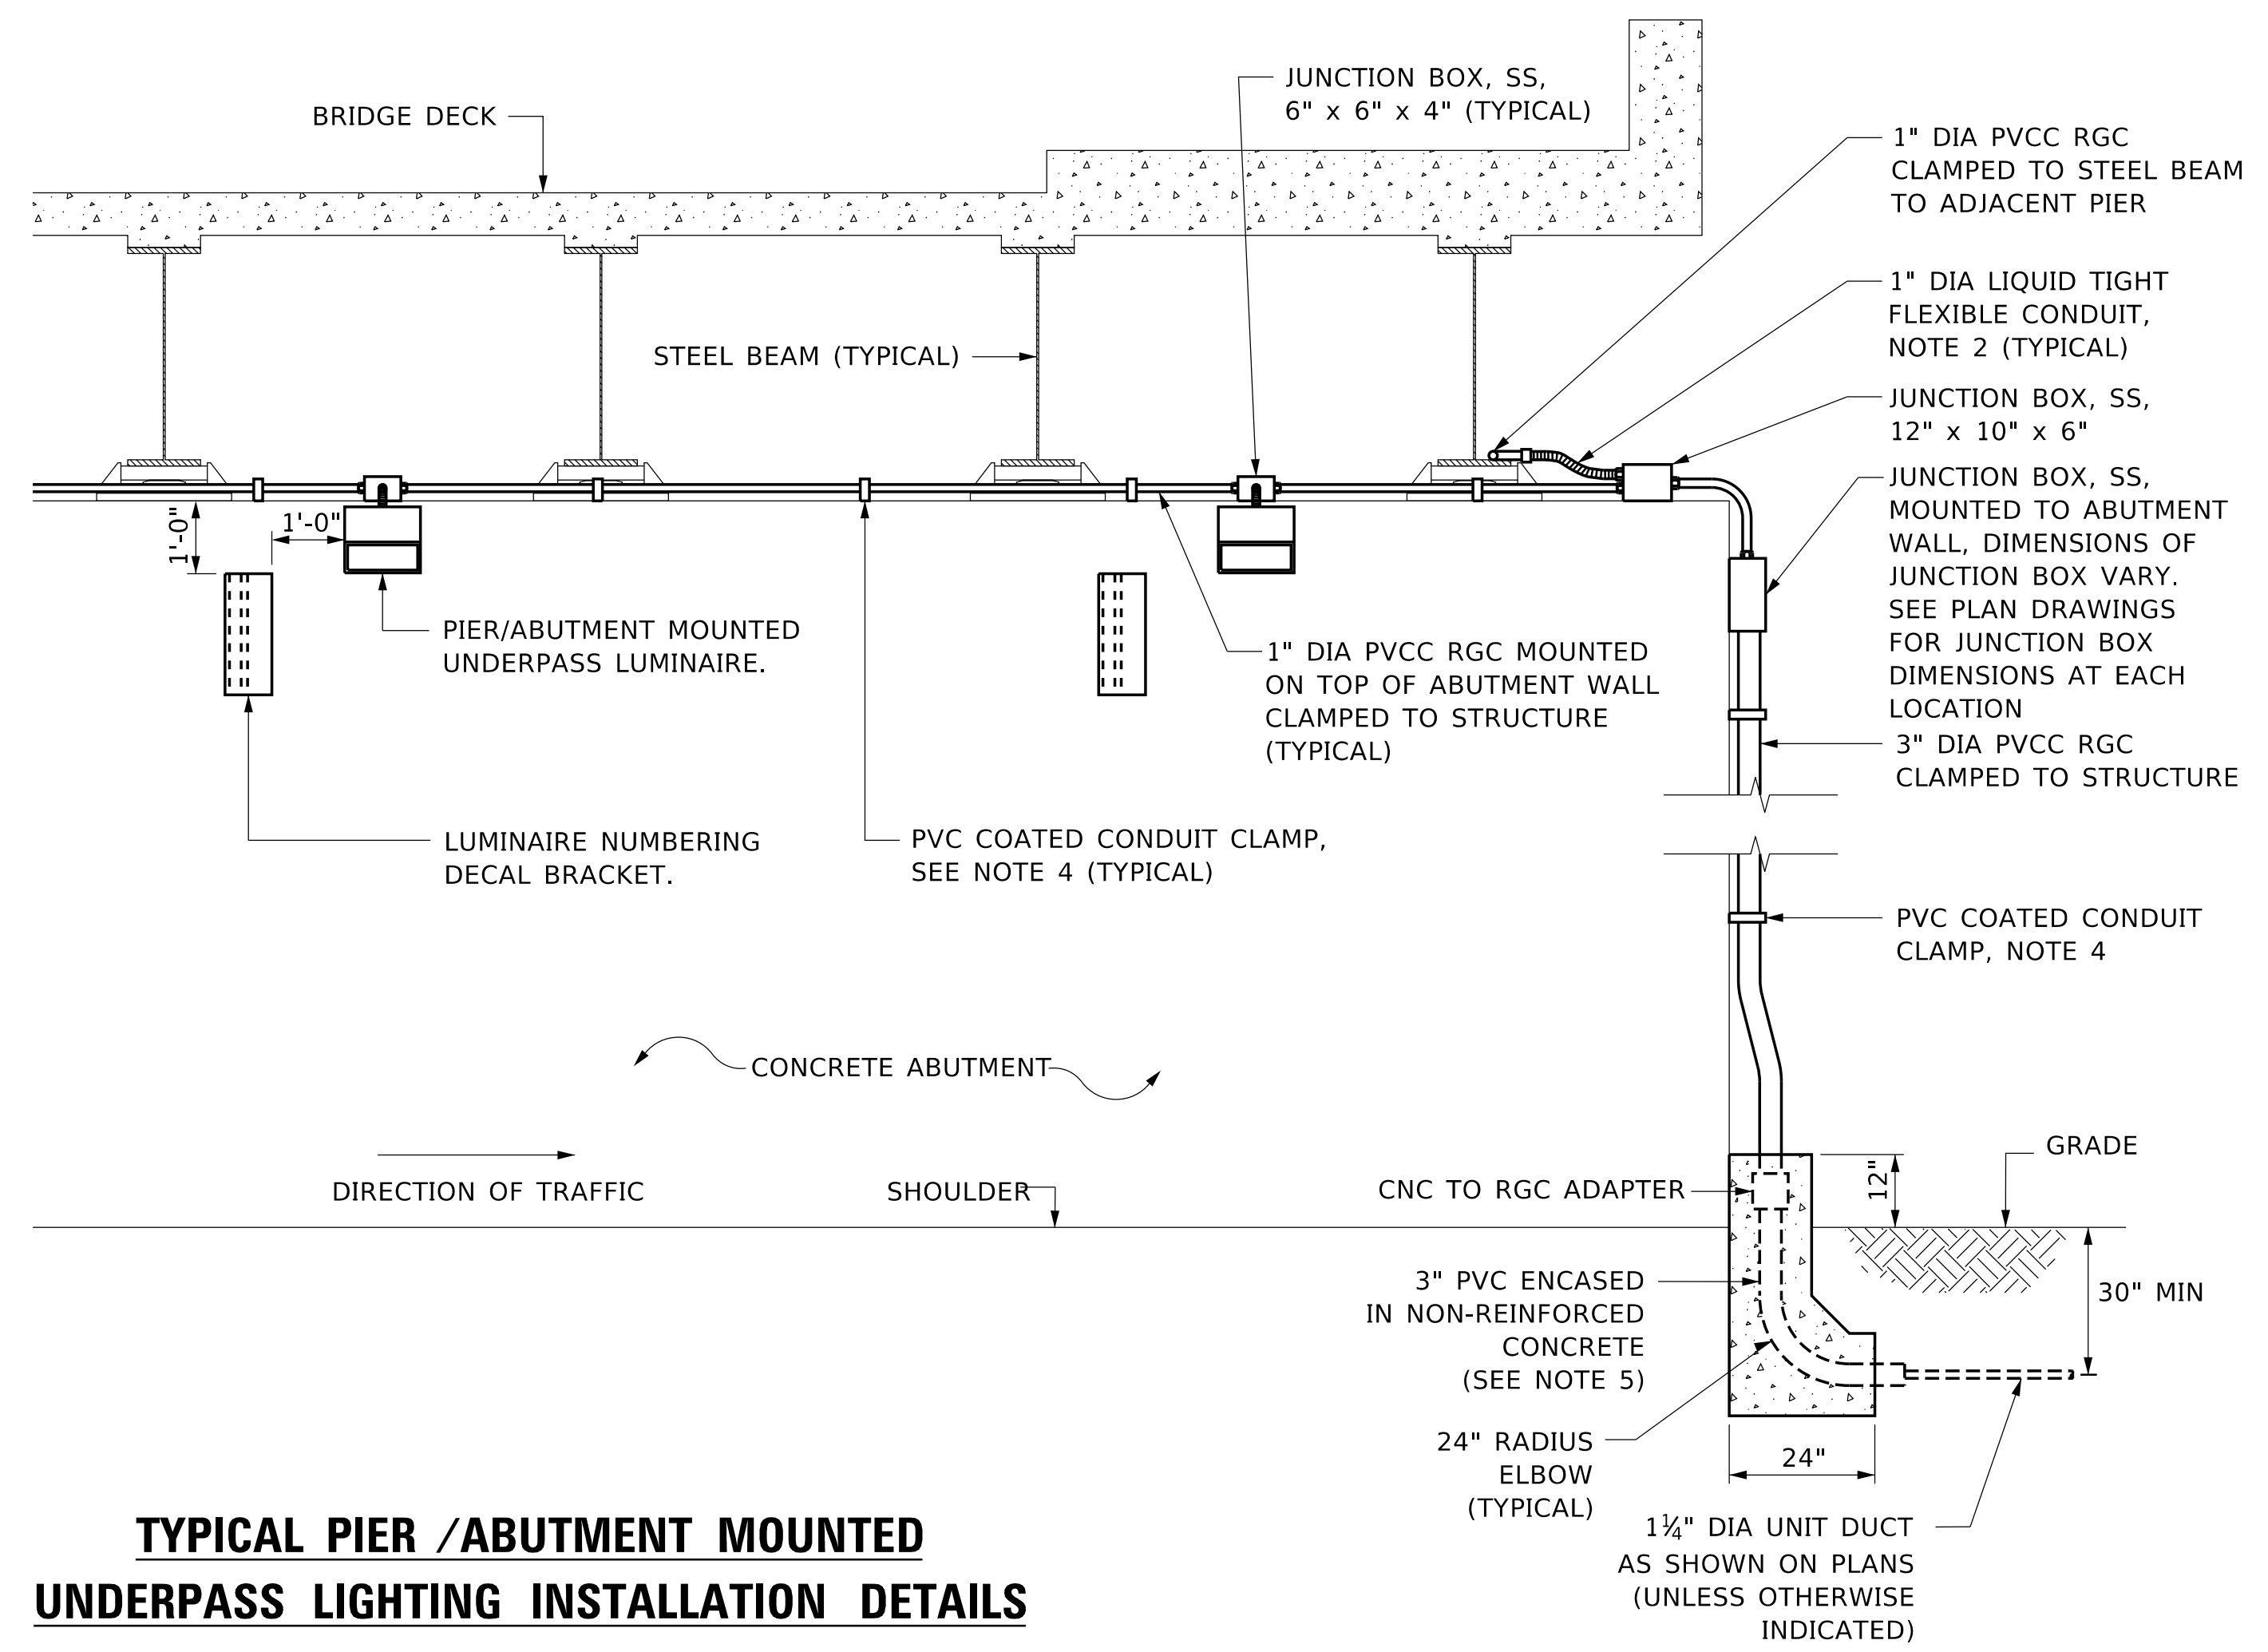 BRIDGE DECK
JUNCTION BOX, SS,
6" x 6" x 4" (TYPICAL)
1" DIA PVCC RGC
CLAMPED TO STEEL BEAM
TO ADJACENT PIER
STEEL BEAM (TYPICAL)
1" DIA LIQUID TIGHT
FLEXIBLE CONDUIT,
NOTE 2 (TYPICAL)
JUNCTION BOX, SS,
12" x 10" x 6"
JUNCTION BOX, SS,
MOUNTED TO ABUTMENT
WALL, DIMENSIONS OF
JUNCTION BOX VARY.
SEE PLAN DRAWINGS
FOR JUNCTION BOX
DIMENSIONS AT EACH
LOCATION
1'-0"
1'-0"
PIER/ABUTMENT MOUNTED
UNDERPASS LUMINAIRE.
1" DIA PVCC RGC MOUNTED
ON TOP OF ABUTMENT WALL
CLAMPED TO STRUCTURE
(TYPICAL)
3" DIA PVCC RGC
CLAMPED TO STRUCTURE
LUMINAIRE NUMBERING
DECAL BRACKET.
PVC COATED CONDUIT CLAMP,
SEE NOTE 4 (TYPICAL)
PVC COATED CONDUIT
CLAMP, NOTE 4
CONCRETE ABUTMENT
DIRECTION OF TRAFFIC
SHOULDER
CNC TO RGC ADAPTER
12"
GRADE
3" PVC ENCASED
IN NON-REINFORCED
CONCRETE
(SEE NOTE 5)
30" MIN
24" RADIUS
ELBOW
(TYPICAL)
24"
1¼" DIA UNIT DUCT
AS SHOWN ON PLANS
(UNLESS OTHERWISE
INDICATED)
TYPICAL PIER /ABUTMENT MOUNTED
UNDERPASS LIGHTING INSTALLATION DETAILS